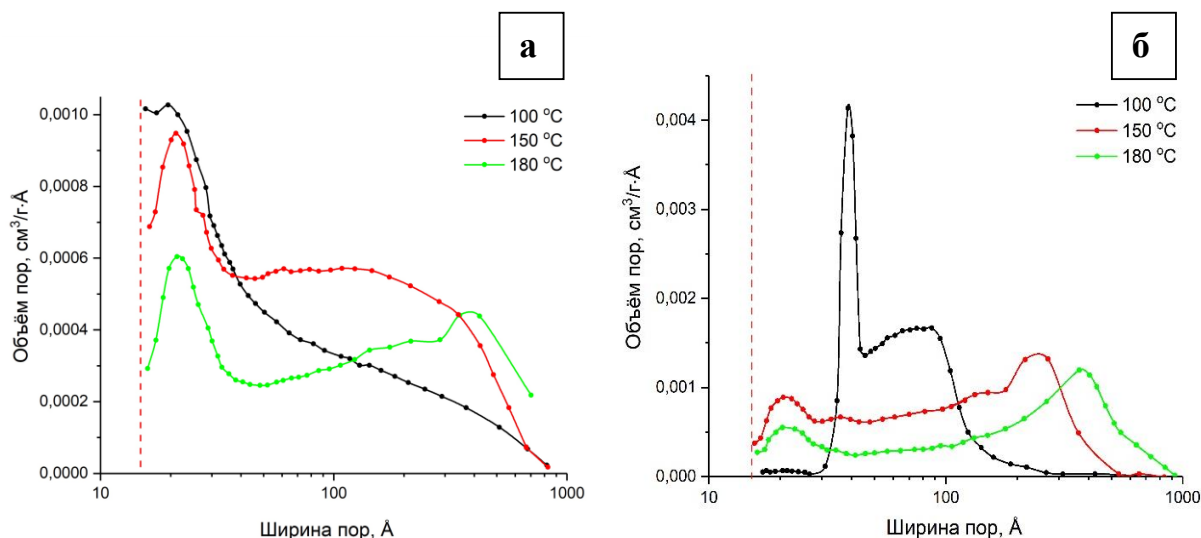 а
0,0010
0,0008
0,0006
0,0004
0,0002
0,0000
10
100
1000
Объём пор, см³/г·Å
Ширина пор, Å
100 °C
150 °C
180 °C
б
0,004
0,003
0,002
0,001
0,000
10
100
1000
Объём пор, см³/г·Å
Ширина пор, Å
100 °C
150 °C
180 °C